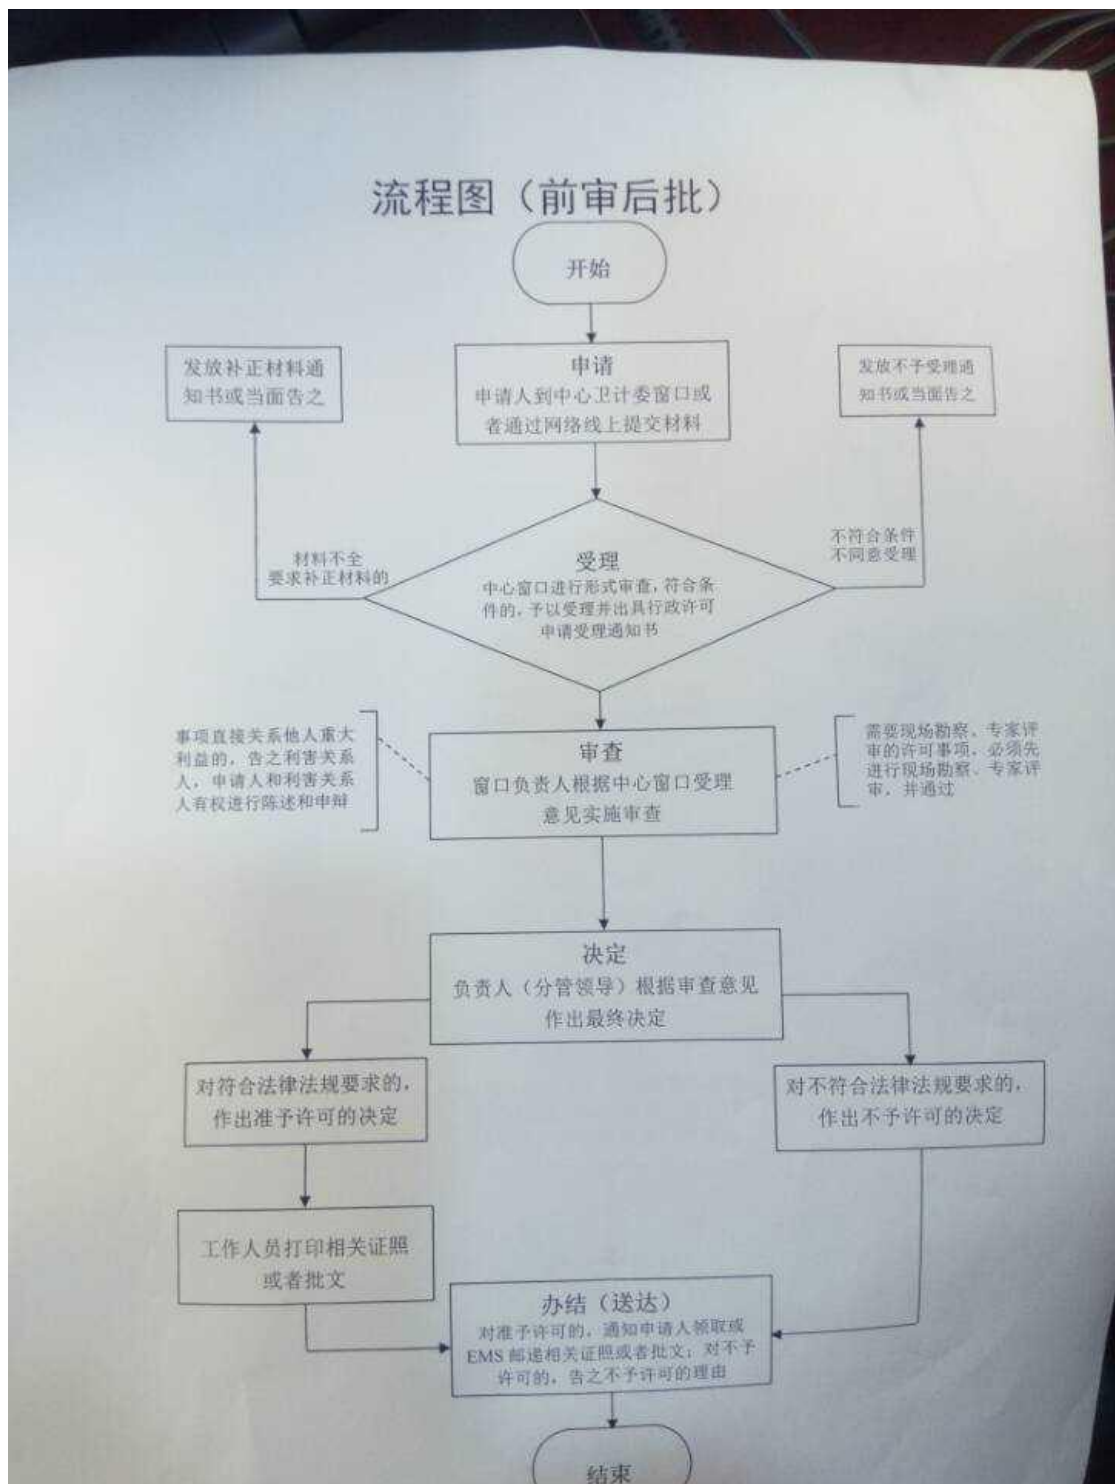 流程图（前审后批）
开始
发放补正材料通
知书或当面告之
申请
申请人到中心卫计委窗口或
者通过网络线上提交材料
发放不予受理通
知书或当面告之
材料不全
要求补正材料的
受理
中心窗口进行形式审查，符合条
件的，予以受理并出具行政许可
申请受理通知书
不符合条件
不同意受理
事项直接关系他人重大
利益的，告之利害关系
人，申请人和利害关系
人有权进行陈述和申辩
审查
窗口负责人根据中心窗口受理
意见实施审查
需要现场勘察、专家评
审的许可事项，必须先
进行现场勘察、专家评
审，并通过
决定
负责人（分管领导）根据审查意见
作出最终决定
对符合法律法规要求的，
作出准予许可的决定
对不符合法律法规要求的，
作出不予许可的决定
工作人员打印相关证照
或者批文
办结（送达）
对准予许可的，通知申请人领取或
EMS 邮递相关证照或者批文；对不予
许可的，告之不予许可的理由
结束